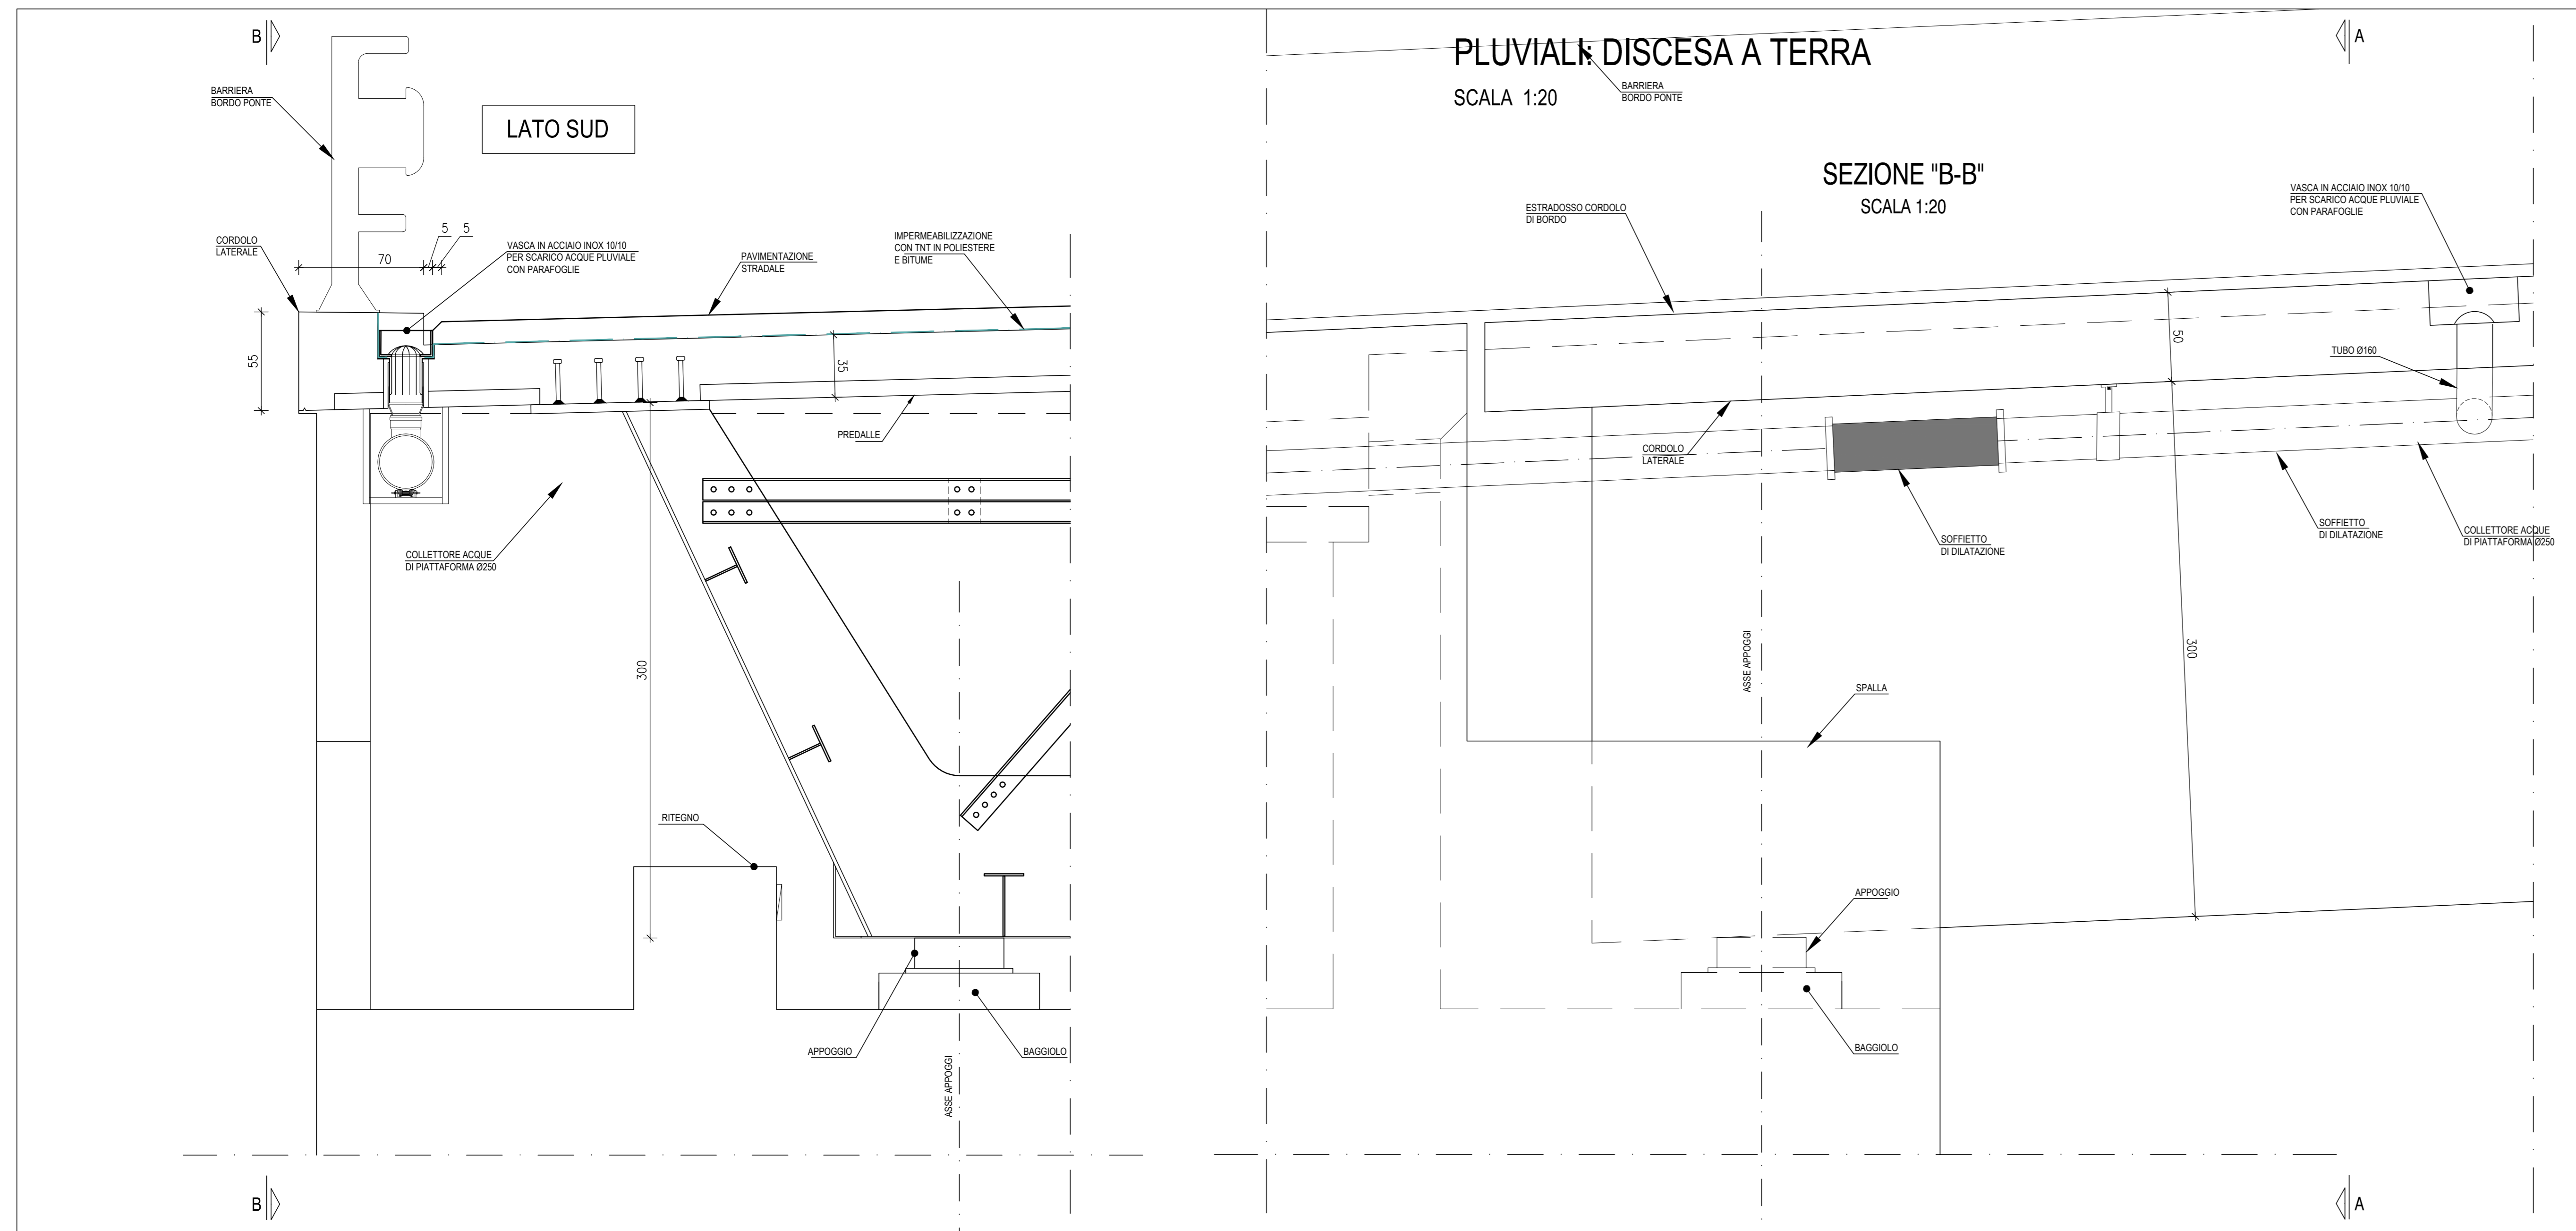 B
BARRIERA
BORDO PONTE
LATO SUD
CORDOLO
LATERALE
70
5
5
VASCA IN ACCIAIO INOX 10/10
PER SCARICO ACQUE PLUVIALE
CON PARAFOGLIE
PAVIMENTAZIONE
STRADALE
IMPERMEABILIZZAZIONE
CON TNT IN POLIESTERE
E BITUME
55
35
PREDALLE
COLLETTORE ACQUE
DI PIATTAFORMA Ø250
300
RITEGNO
APPOGGIO
ASSE APPOGGI
BAGGIOLO
B
PLUVIALI: DISCESA A TERRA
SCALA 1:20
BARRIERA
BORDO PONTE
A
SEZIONE "B-B"
SCALA 1:20
ESTRADOSSO CORDOLO
DI BORDO
VASCA IN ACCIAIO INOX 10/10
PER SCARICO ACQUE PLUVIALE
CON PARAFOGLIE
50
TUBO Ø160
CORDOLO
LATERALE
SOFFIETTO
DI DILATAZIONE
SOFFIETTO
DI DILATAZIONE
COLLETTORE ACQUE
DI PIATTAFORMA Ø250
ASSE APPOGGI
300
SPALLA
APPOGGIO
BAGGIOLO
A